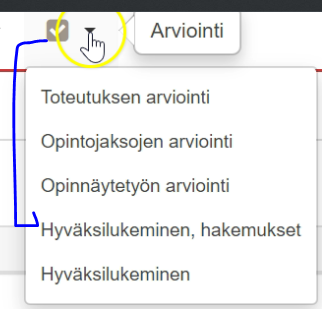 Arviointi
Toteutuksen arviointi
Opintojaksojen arviointi
Opinnäytetyön arviointi
Hyväksilukeminen, hakemukset
Hyväksilukeminen